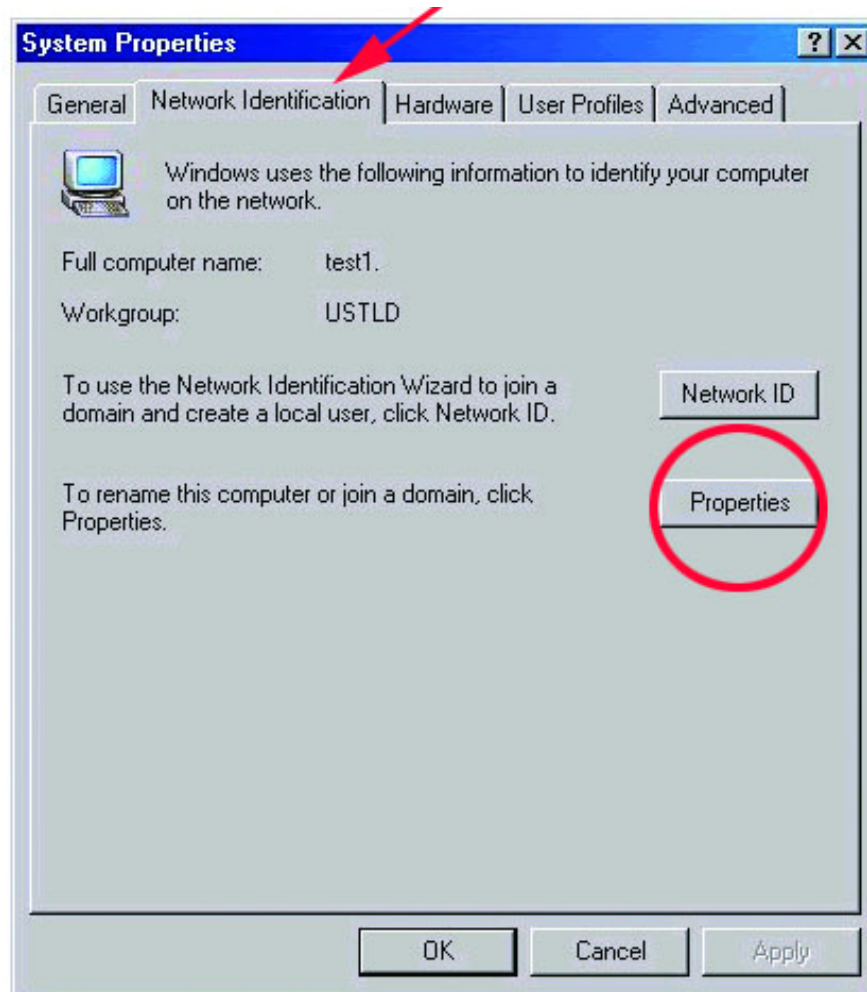 System Properties
? X
General Network Identification Hardware User Profiles Advanced
Windows uses the following information to identify your computer
on the network.
Full computer name: test1.
Workgroup: USTLD
To use the Network Identification Wizard to join a
domain and create a local user, click Network ID.
Network ID
To rename this computer or join a domain, click
Properties.
Properties
OK Cancel Apply